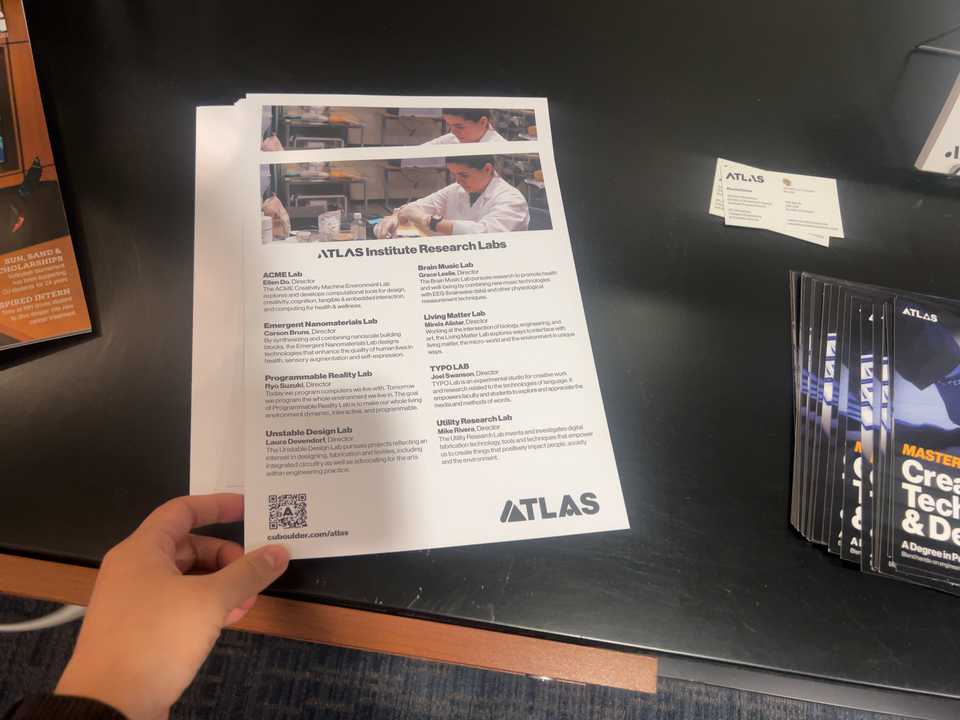 SUN, SAND &
SCHOLARSHIPS
CU students for 24 years
INSPIRED INTERN
ATLAS Institute Research Labs
ACME Lab
Ellen Do, Director
The ACME Creativity Machine Environment Lab
explores and develops computational tools for design,
creativity, cognition, tangible & embedded interaction,
and computing for health & wellness.
Emergent Nanomaterials Lab
Carson Bruns, Director
By synthesizing and combining nanoscale building
blocks, the Emergent Nanomaterials Lab designs
technologies that enhance the quality of human lives in
health, sensory augmentation and self-expression.
Programmable Reality Lab
Ryo Suzuki, Director
Today we program computers we live with. Tomorrow
we program the whole environment we live in. The goal
of Programmable Reality Lab is to make our whole living
environment dynamic, interactive, and programmable.
Unstable Design Lab
Laura Devendorf, Director
The Unstable Design Lab pursues projects reflecting an
interest in designing, fabrication and textiles, including
integrated circuitry as well as advocating for the arts
within engineering practice.
Brain Music Lab
Grace Leslie, Director
The Brain Music Lab pursues research to promote health
and well-being by combining new music technologies
with EEG (brainwave data) and other physiological
measurement techniques.
Living Matter Lab
Mirela Alistar, Director
Working at the intersection of biology, engineering, and
art, the Living Matter Lab explores ways to interface with
living matter, the micro-world and the environment in unique
ways.
TYPO LAB
Joel Swanson, Director
TYPO Lab is an experimental studio for creative work
and research related to the technologies of language. It
empowers faculty and students to explore and appreciate the
media and methods of words.
Utility Research Lab
Mike Rivera, Director
The Utility Research Lab invents and investigates digital
fabrication technology, tools and techniques that empower
us to create things that positively impact people, society
and the environment.
cuboulder.com/atlas
ATLAS
ATLAS
ATLAS
MASTER
Crea
Tech
& De
A Degree in P